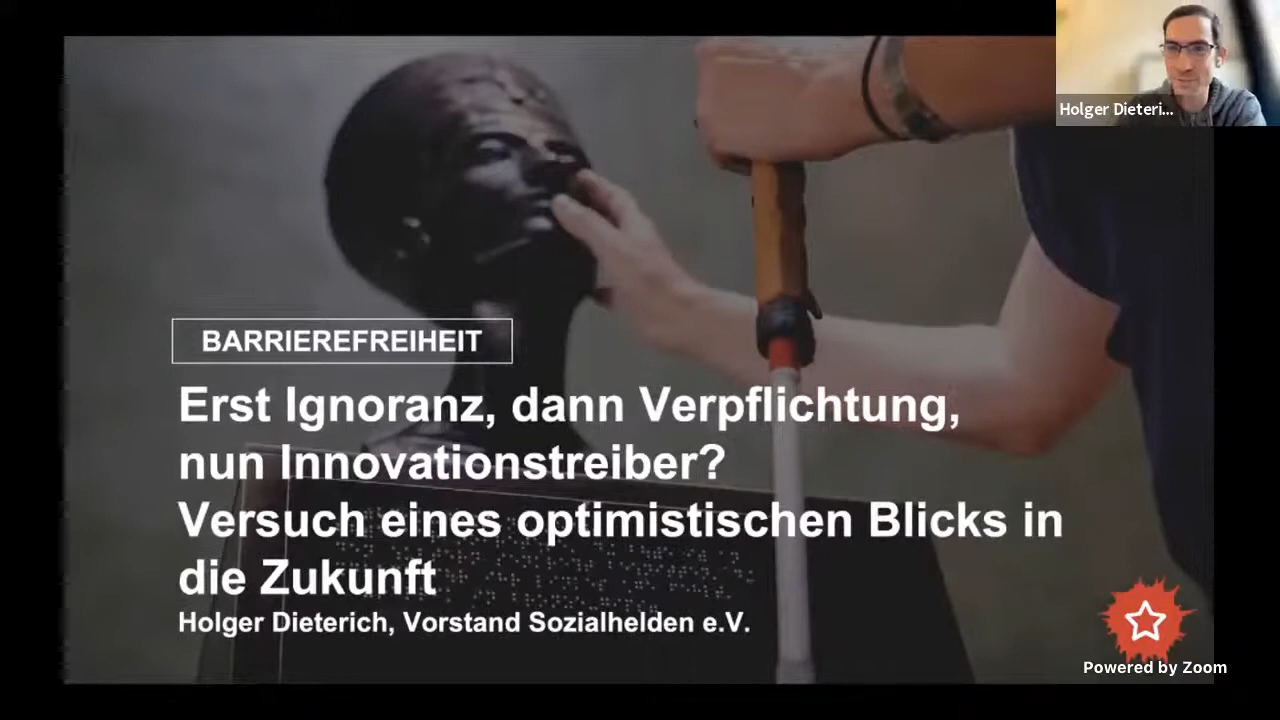 Holger Dieteri...
BARRIEREFREIHEIT
Erst Ignoranz, dann Verpflichtung,
nun Innovationstreiber?
Versuch eines optimistischen Blicks in
die Zukunft
Holger Dieterich, Vorstand Sozialhelden e.V.
Powered by Zoom